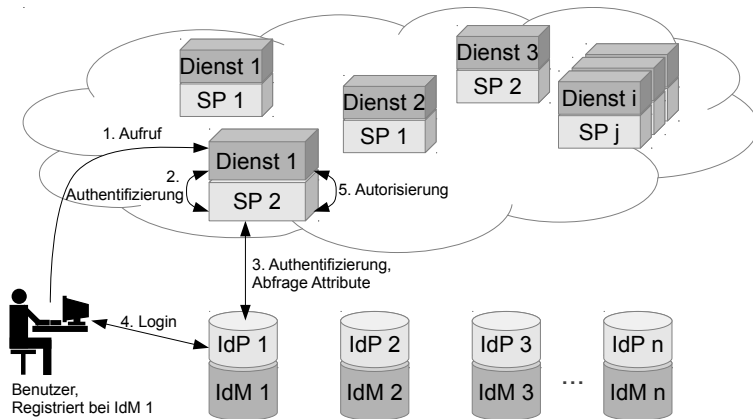 Dienst 1
SP 1
Dienst 2
SP 1
Dienst 3
SP 2
Dienst i
SP j
1. Aufruf
Dienst 1
SP 2
2.
Authentifizierung
5. Autorisierung
3. Authentifizierung,
Abfrage Attribute
4. Login
IdP 1
IdM 1
IdP 2
IdM 2
IdP 3
IdM 3
...
IdP n
IdM n
Benutzer,
Registriert bei IdM 1